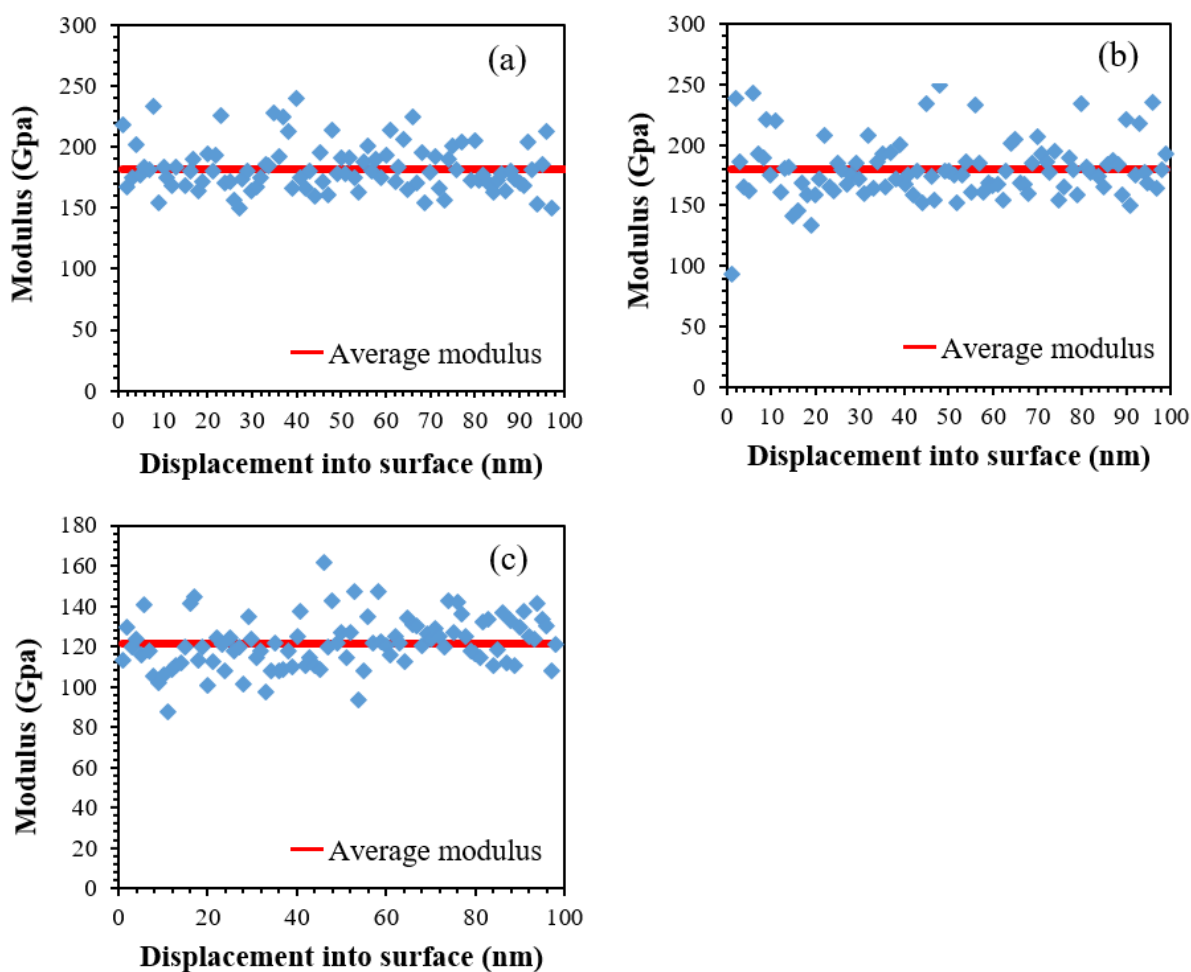 (a)
Modulus (Gpa)
300
250
200
150
100
50
0
Average modulus
0 10 20 30 40 50 60 70 80 90 100
Displacement into surface (nm)
(b)
Modulus (Gpa)
300
250
200
150
100
50
0
Average modulus
0 10 20 30 40 50 60 70 80 90 100
Displacement into surface (nm)
(c)
Modulus (Gpa)
180
160
140
120
100
80
60
40
20
0
Average modulus
0 20 40 60 80 100
Displacement into surface (nm)